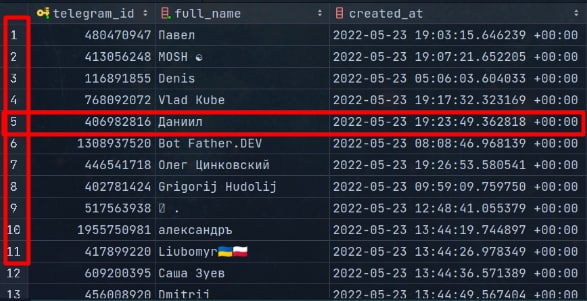 telegram_id full_name created_at
1 480470947 Павел 2022-05-23 19:03:15.646239 +00:00
2 413056248 MOSH ☯ 2022-05-23 19:07:21.652205 +00:00
3 116891855 Denis 2022-05-23 05:06:03.604033 +00:00
4 768092072 Vlad Kube 2022-05-23 19:17:32.323169 +00:00
5 406982816 Даниил 2022-05-23 19:23:49.362818 +00:00
6 1308937520 Bot Father.DEV 2022-05-23 08:08:46.968139 +00:00
7 446541718 Олег Цинковский 2022-05-23 19:26:53.580541 +00:00
8 402781424 Grigorij Hudolij 2022-05-23 09:59:09.759750 +00:00
9 517563938 . 2022-05-23 12:48:41.055379 +00:00
10 1955750981 александръ 2022-05-23 13:44:19.744897 +00:00
11 417899220 Liubomyr🇺🇦🇵🇱 2022-05-23 13:44:26.978349 +00:00
12 609200395 Саша Зуев 2022-05-23 13:44:36.571389 +00:00
13 456008920 Dmitrij 2022-05-23 13:44:49.567404 +00:00